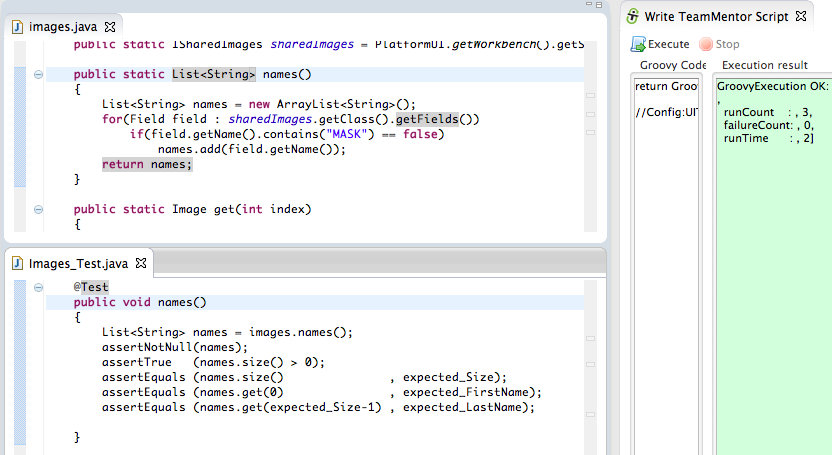 images.java
public static ISharedImages sharedImages = PlatformUI.getWorkbench().getS
public static List<String> names()
{
List<String> names = new ArrayList<String>();
for(Field field : sharedImages.getClass().getFields())
if(field.getName().contains("MASK") == false)
names.add(field.getName());
return names;
}
public static Image get(int index)
{
Images_Test.java
@Test
public void names()
{
List<String> names = images.names();
assertNotNull(names);
assertTrue (names.size() > 0);
assertEquals (names.size() , expected_Size);
assertEquals (names.get(0) , expected_FirstName);
assertEquals (names.get(expected_Size-1) , expected_LastName);
}
Write TeamMentor Script
Execute Stop
Groovy Code Execution result
return Groo
//Config:UI
GroovyExecution OK:
,
runCount : , 3,
failureCount: , 0,
runTime : , 2]